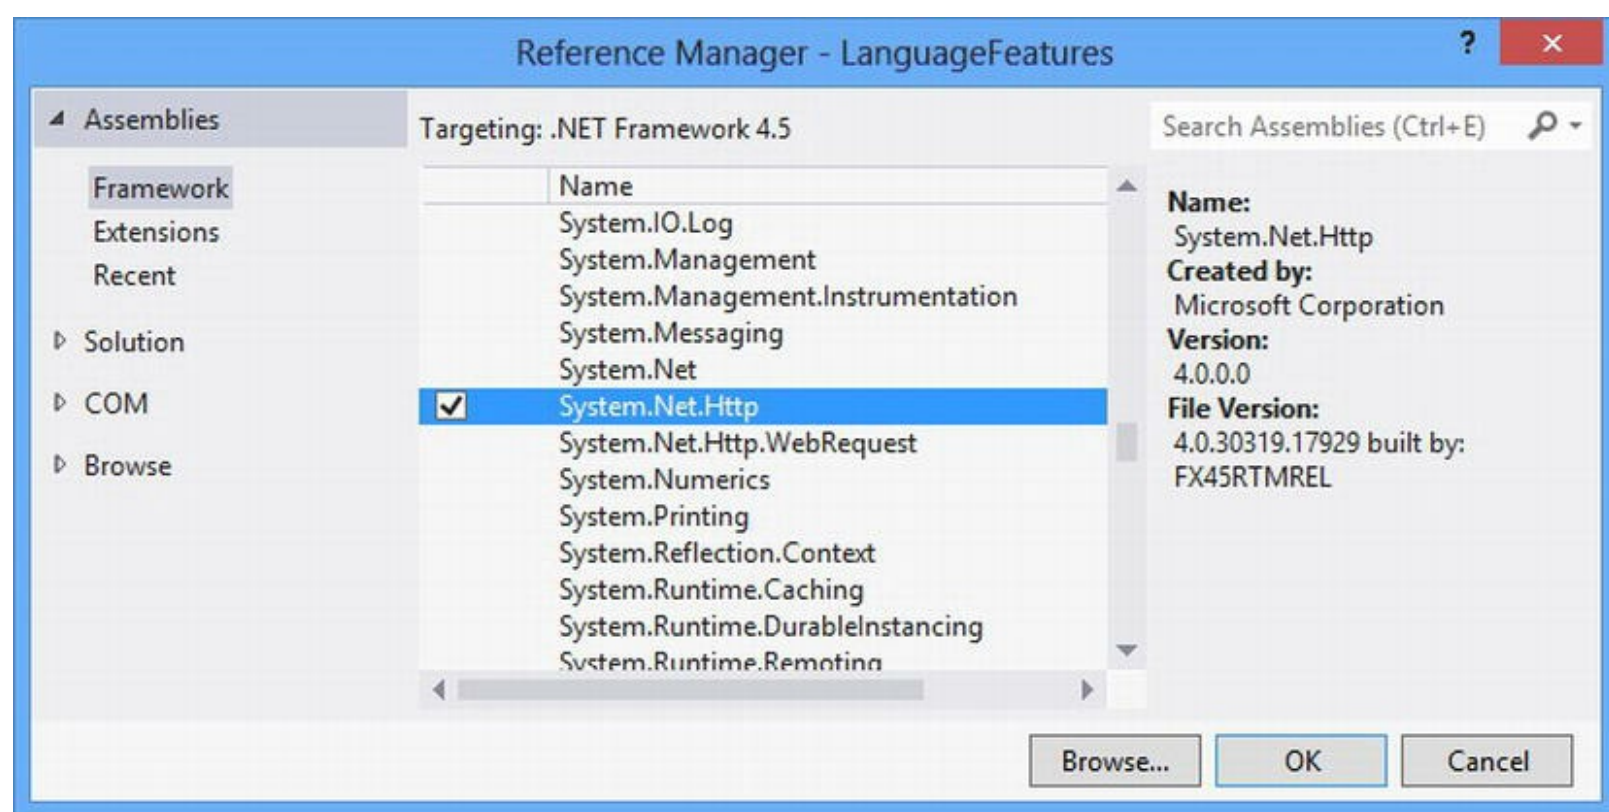 Reference Manager - LanguageFeatures
?
Assemblies
Framework
Extensions
Recent
Solution
COM
Browse
Targeting: .NET Framework 4.5
Name
System.IO.Log
System.Management
System.Management.Instrumentation
System.Messaging
System.Net
System.Net.Http
System.Net.Http.WebRequest
System.Numerics
System.Printing
System.Reflection.Context
System.Runtime.Caching
System.Runtime.DurableInstancing
System.Runtime.Remoting
Search Assemblies (Ctrl+E)
Name:
System.Net.Http
Created by:
Microsoft Corporation
Version:
4.0.0.0
File Version:
4.0.30319.17929 built by:
FX45RTMREL
Browse...
OK
Cancel